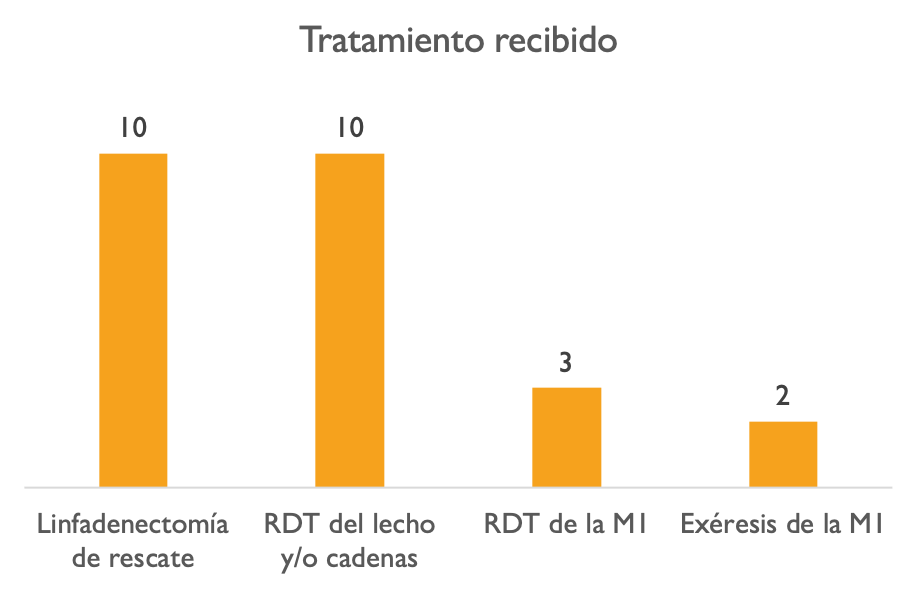 Tratamiento recibido
10
10
3
2
Linfadenectomía
de rescate
RDT del lecho
y/o cadenas
RDT de la M1
Exéresis de la M1